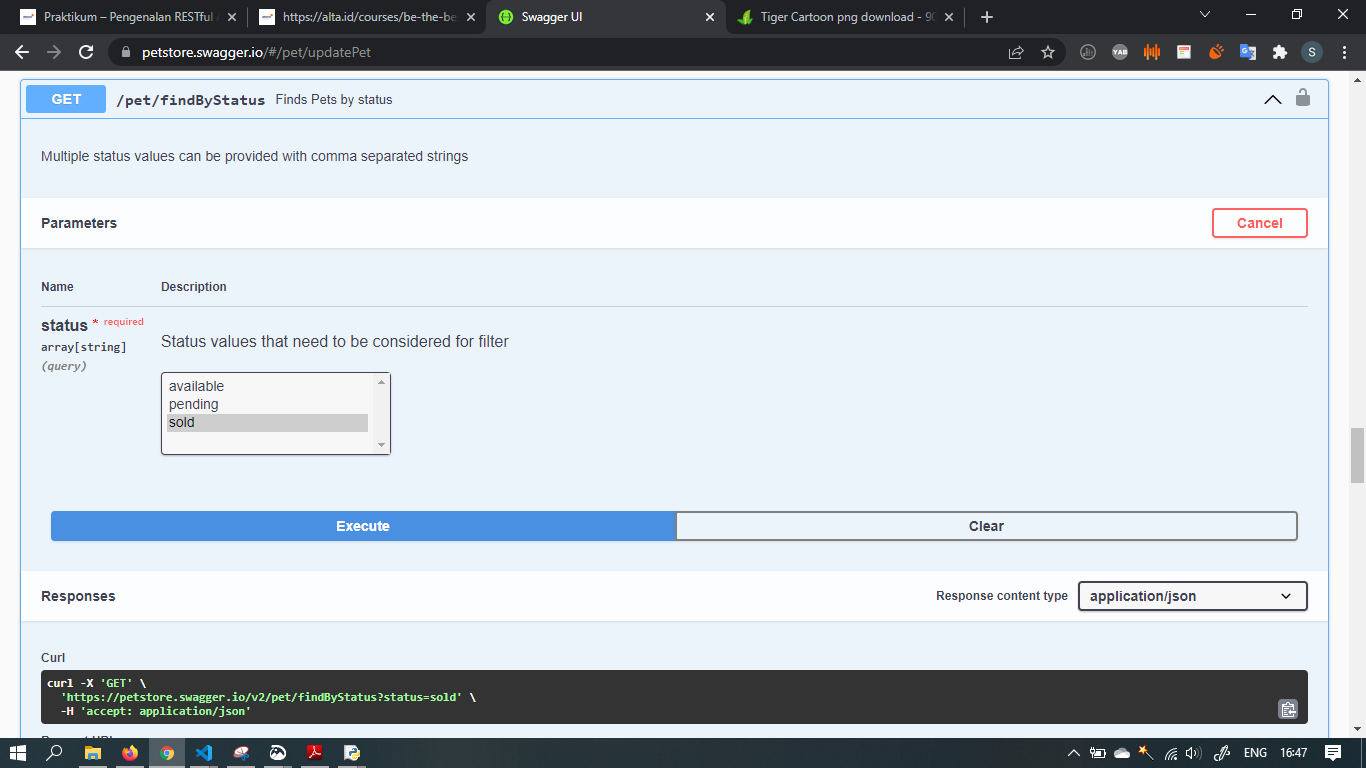 Praktikum – Pengenalan RESTful
https://alta.id/courses/be-the-be
Swagger UI
Tiger Cartoon png download - 90
petstore.swagger.io/#/pet/updatePet
YAB
S
GET /pet/findByStatus Finds Pets by status
Multiple status values can be provided with comma separated strings
Parameters
Cancel
Name Description
status * required
array[string]
(query)
Status values that need to be considered for filter
available
pending
sold
Execute
Clear
Responses
Response content type
application/json
Curl
curl -X 'GET' \
'https://petstore.swagger.io/v2/pet/findByStatus?status=sold' \
-H 'accept: application/json'
ENG 16:47